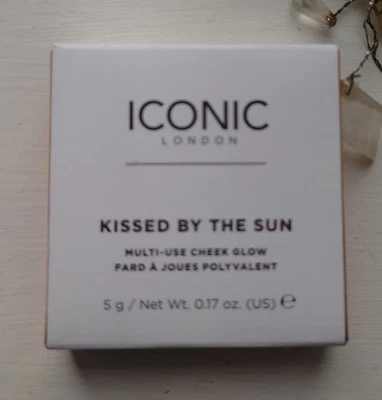 ICONIC
LONDON
KISSED BY THE SUN
MULTI-USE CHEEK GLOW
FARD À JOUES POLYVALENT
5 g / Net Wt. 0.17 oz. (US) ℮